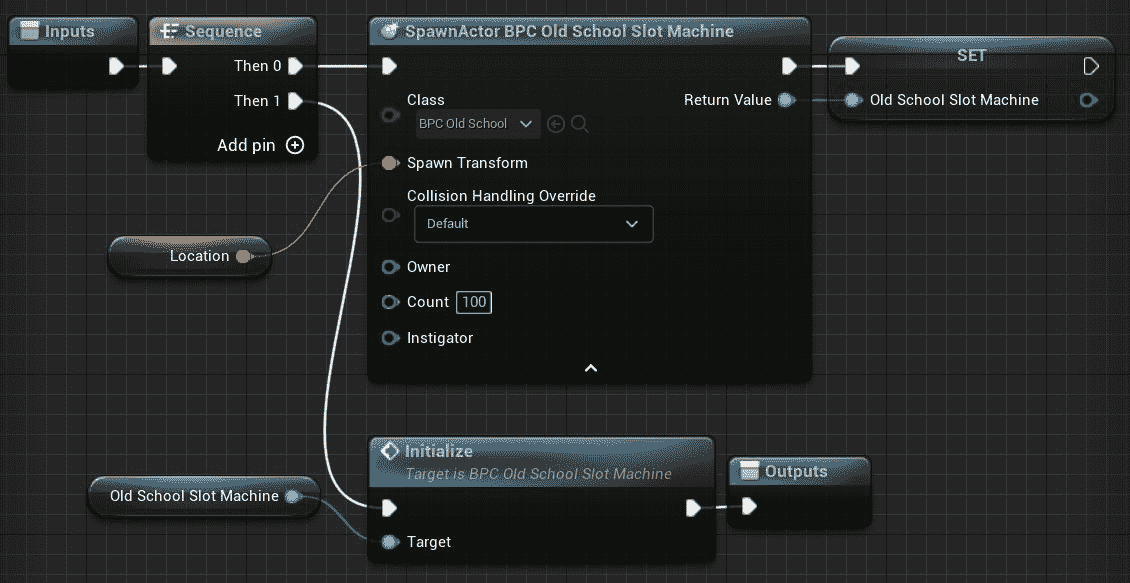 Inputs
Sequence
Then 0
Then 1
Add pin
SpawnActor BPC Old School Slot Machine
Class
BPC Old School
Return Value
Spawn Transform
Collision Handling Override
Default
Owner
Count 100
Instigator
SET
Old School Slot Machine
Location
Old School Slot Machine
Initialize
Target is BPC Old School Slot Machine
Target
Outputs